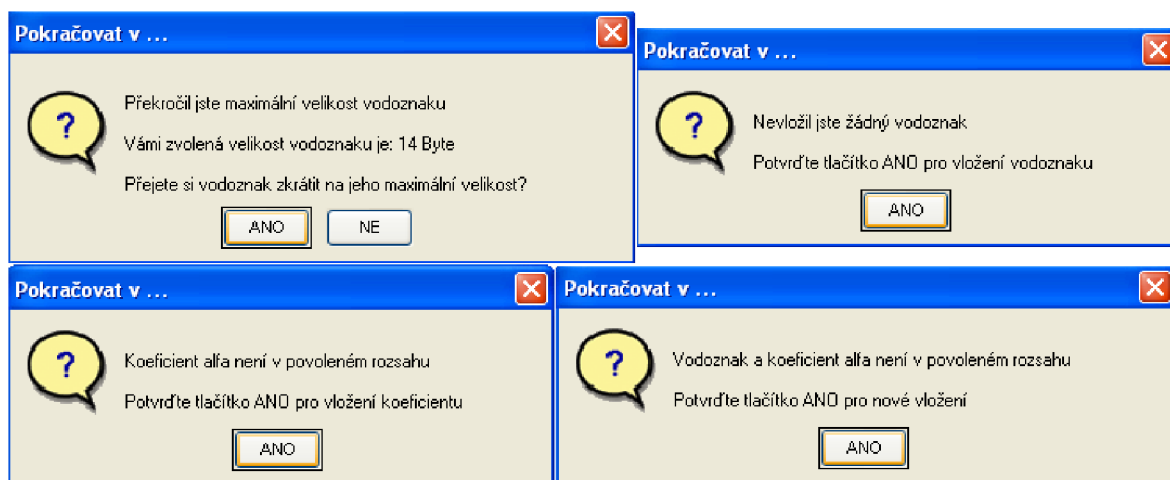 Pokračovat v ...
Překročil jste maximální velikost vodoznaku
Vámi zvolená velikost vodoznaku je: 14 Byte
Přejete si vodoznak zkrátit na jeho maximální velikost?
ANO NE
Pokračovat v ...
Nevložil jste žádný vodoznak
Potvrďte tlačítko ANO pro vložení vodoznaku
ANO
Pokračovat v ...
Koeficient alfa není v povoleném rozsahu
Potvrďte tlačítko ANO pro vložení koeficientu
ANO
Pokračovat v ...
Vodoznak a koeficient alfa není v povoleném rozsahu
Potvrďte tlačítko ANO pro nové vložení
ANO